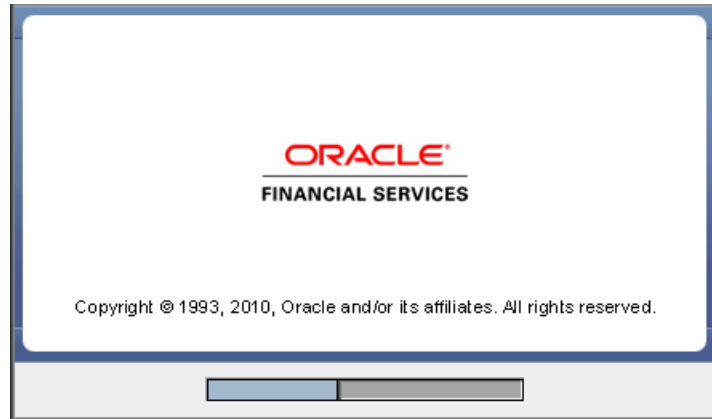 ORACLE®
FINANCIAL SERVICES
Copyright © 1993, 2010, Oracle and/or its affiliates. All rights reserved.